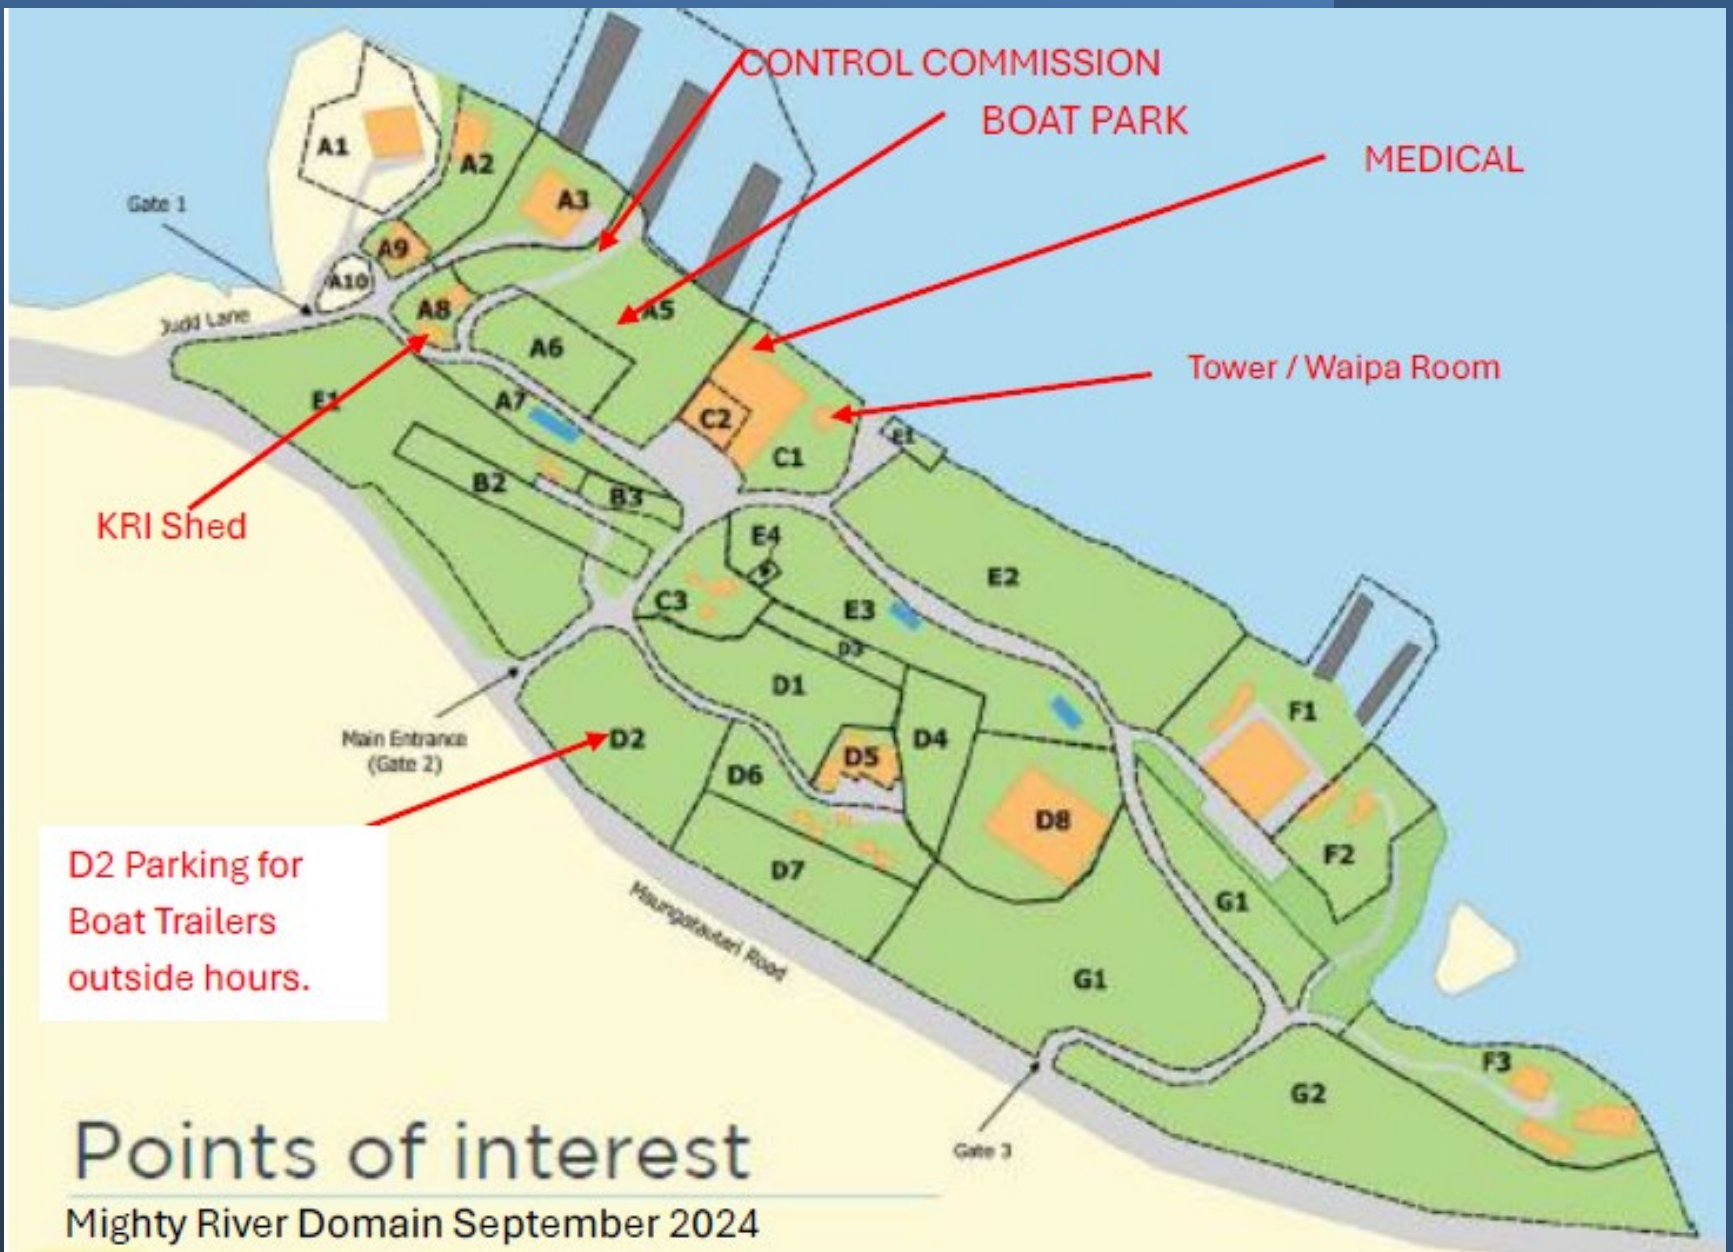 CONTROL COMMISSION
BOAT PARK
MEDICAL
A1
A2
Gate 1
A3
A9
A10
Judd Lane
A8
A5
A6
Tower / Waipa Room
E1
A7
C2
E1
C1
B2
B3
KRI Shed
E4
E2
C3
E3
D3
D1
F1
Main Entrance
(Gate 2)
D2
D4
D5
D6
D8
F2
D2 Parking for
Boat Trailers
outside hours.
D7
G1
Maungatautari Road
G1
F3
G2
Gate 3
Points of interest
Mighty River Domain September 2024